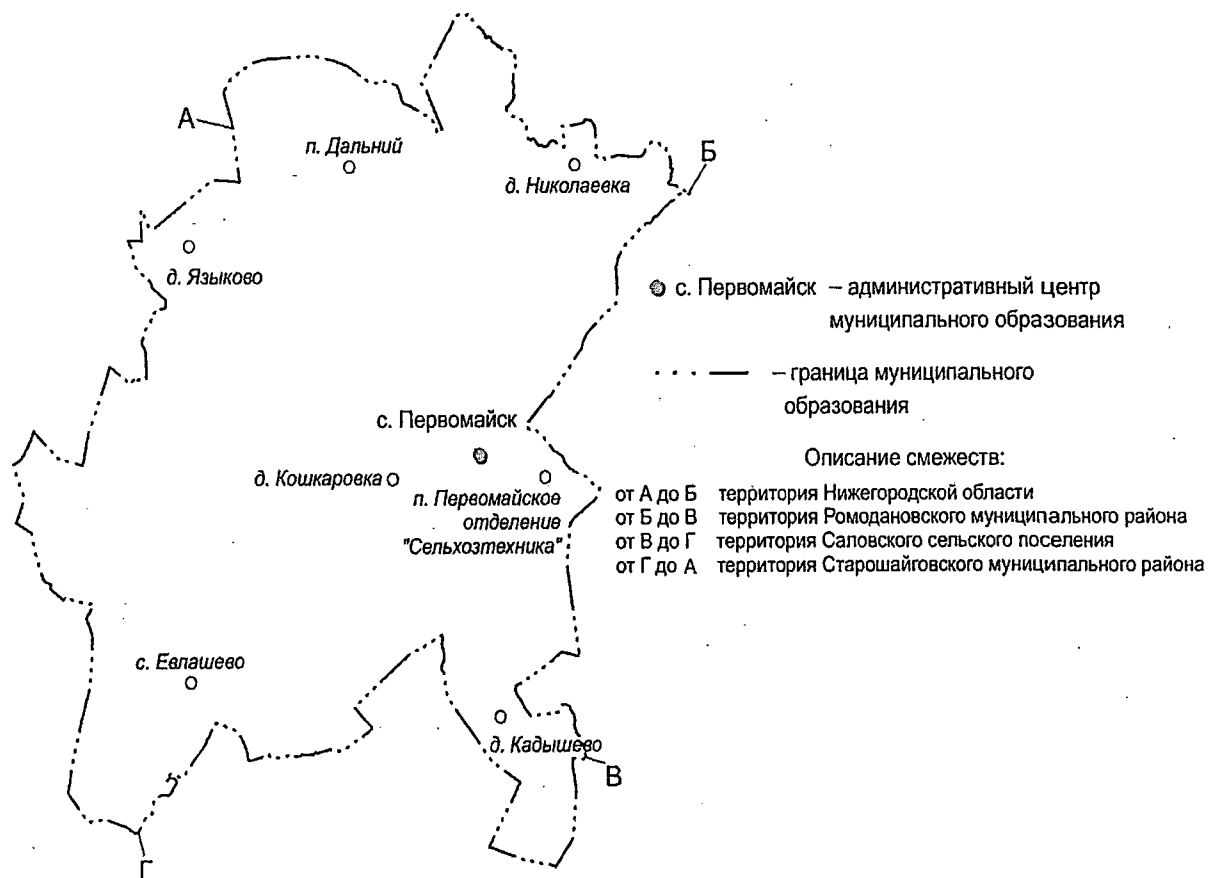 А
п. Дальний
д. Николаевка
Б
д. Языково
с. Первомайск – административный центр
муниципального образования
– граница муниципального
образования
с. Первомайск
д. Кошкаровка
п. Первомайское
отделение
"Сельхозтехника"
Описание смежеств:
от А до Б территория Нижегородской области
от Б до В территория Ромодановского муниципального района
от В до Г территория Саловского сельского поселения
от Г до А территория Старошайговского муниципального района
с. Евлашево
д. Кадышево
В
Г